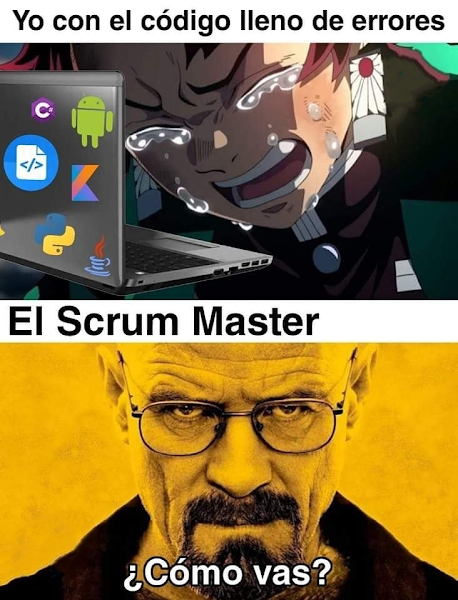 Yo con el código lleno de errores
C#
</>
El Scrum Master
¿Cómo vas?